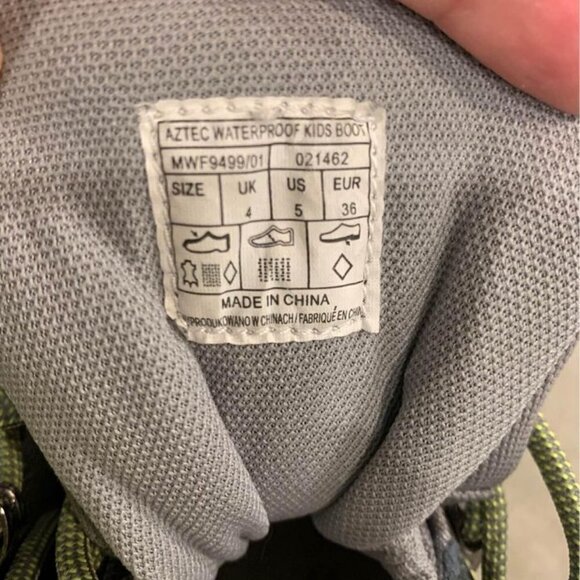 AZTEC WATERPROOF KIDS BOOT
MWF9499/01 021462
SIZE UK US EUR
4 5 36
MADE IN CHINA
WYPRODUKOWANO W CHINACH / FABRIQUÉ EN CHINE